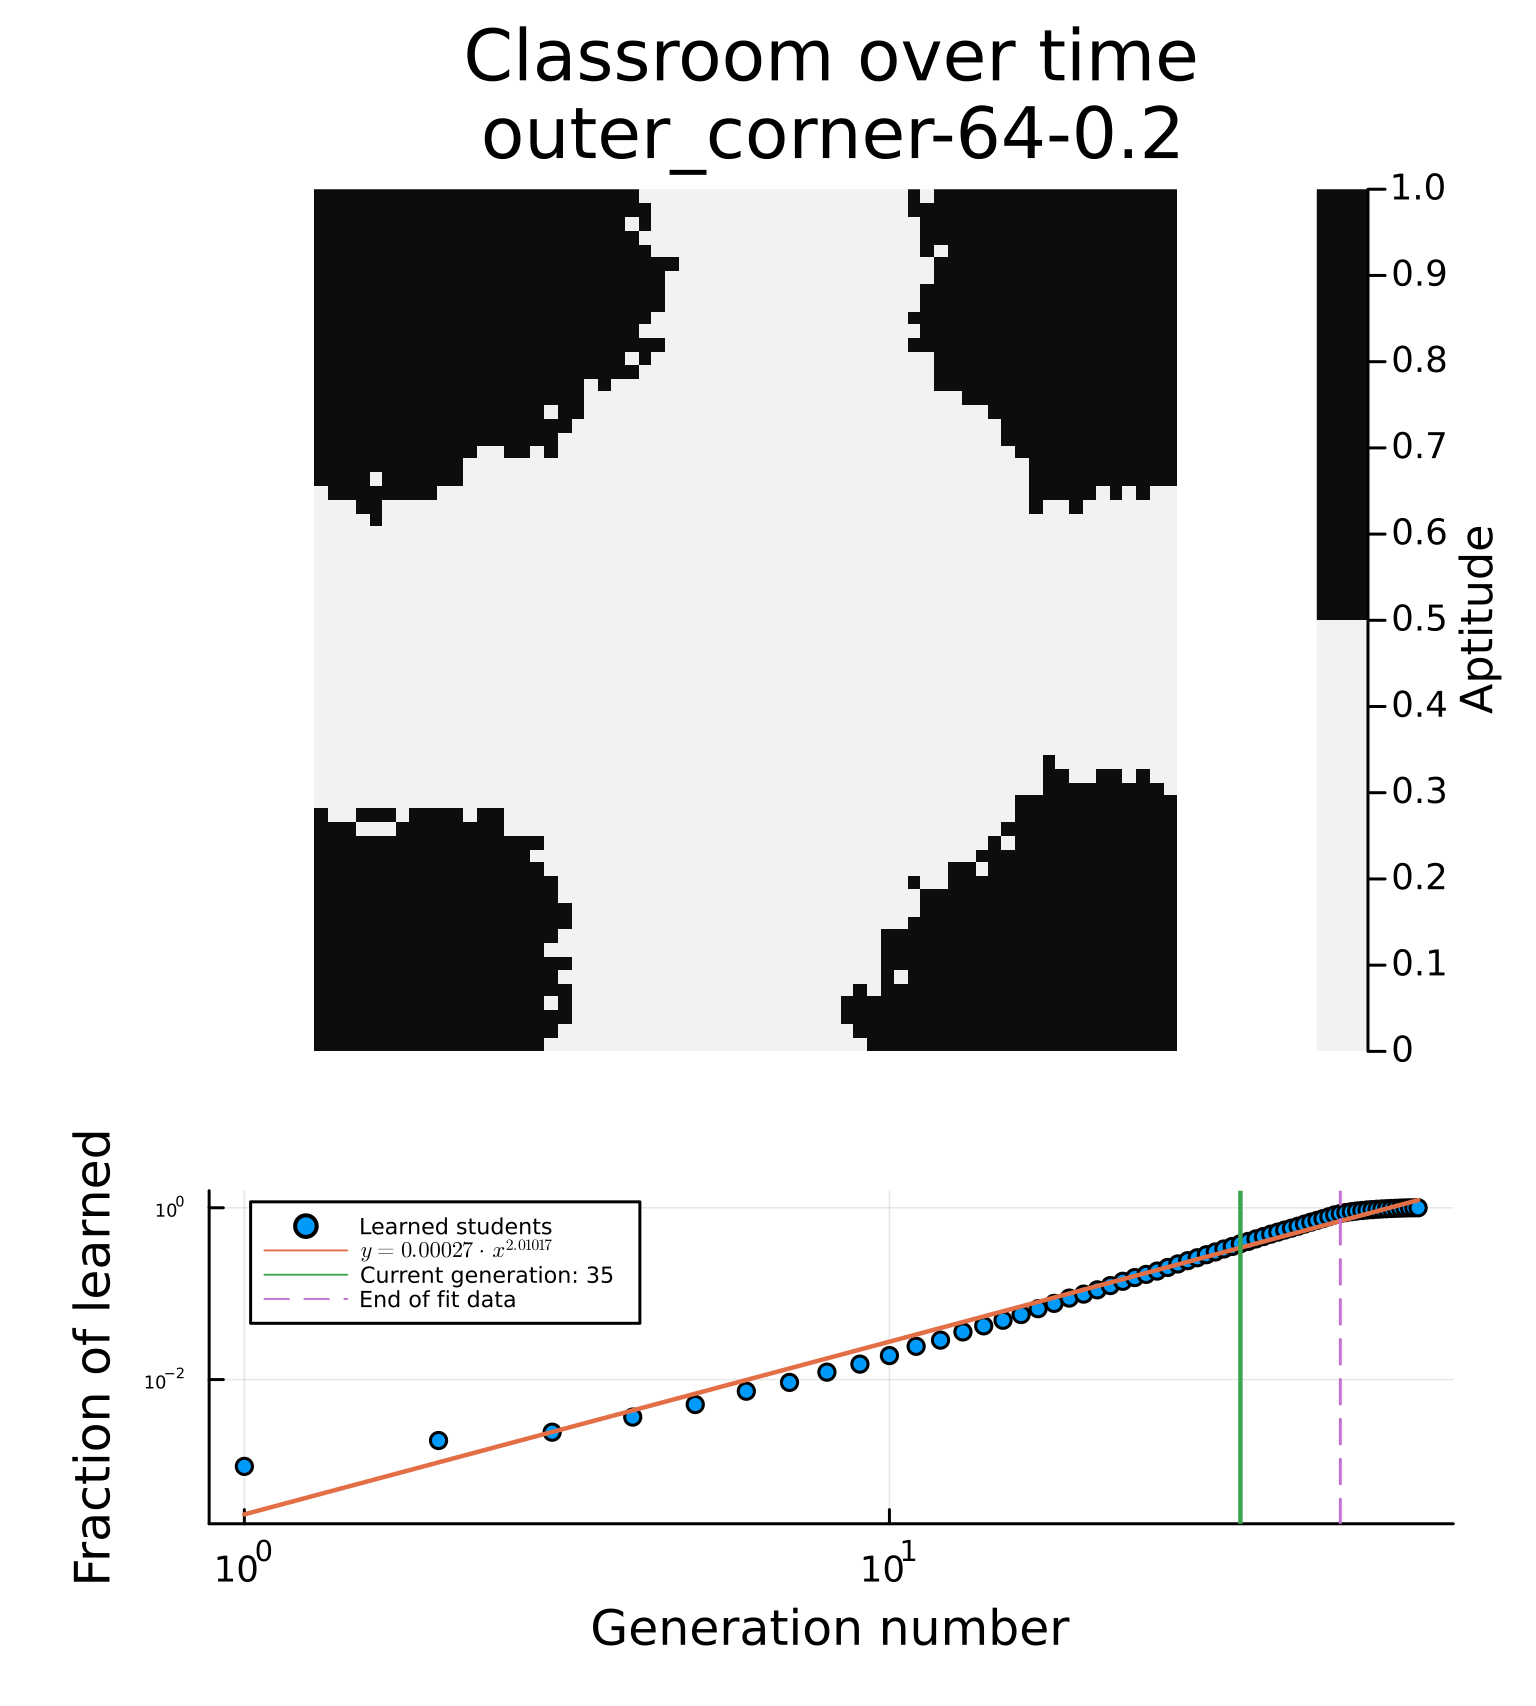 Classroom over time
outer_corner-64-0.2
1.0
0.9
0.8
0.7
0.6
0.5
0.4
0.3
0.2
0.1
0
Aptitude
Fraction of learned
10⁰
10⁻²
Learned students
y = 0.00027 · x^2.01017
Current generation: 35
End of fit data
10⁰
10¹
Generation number